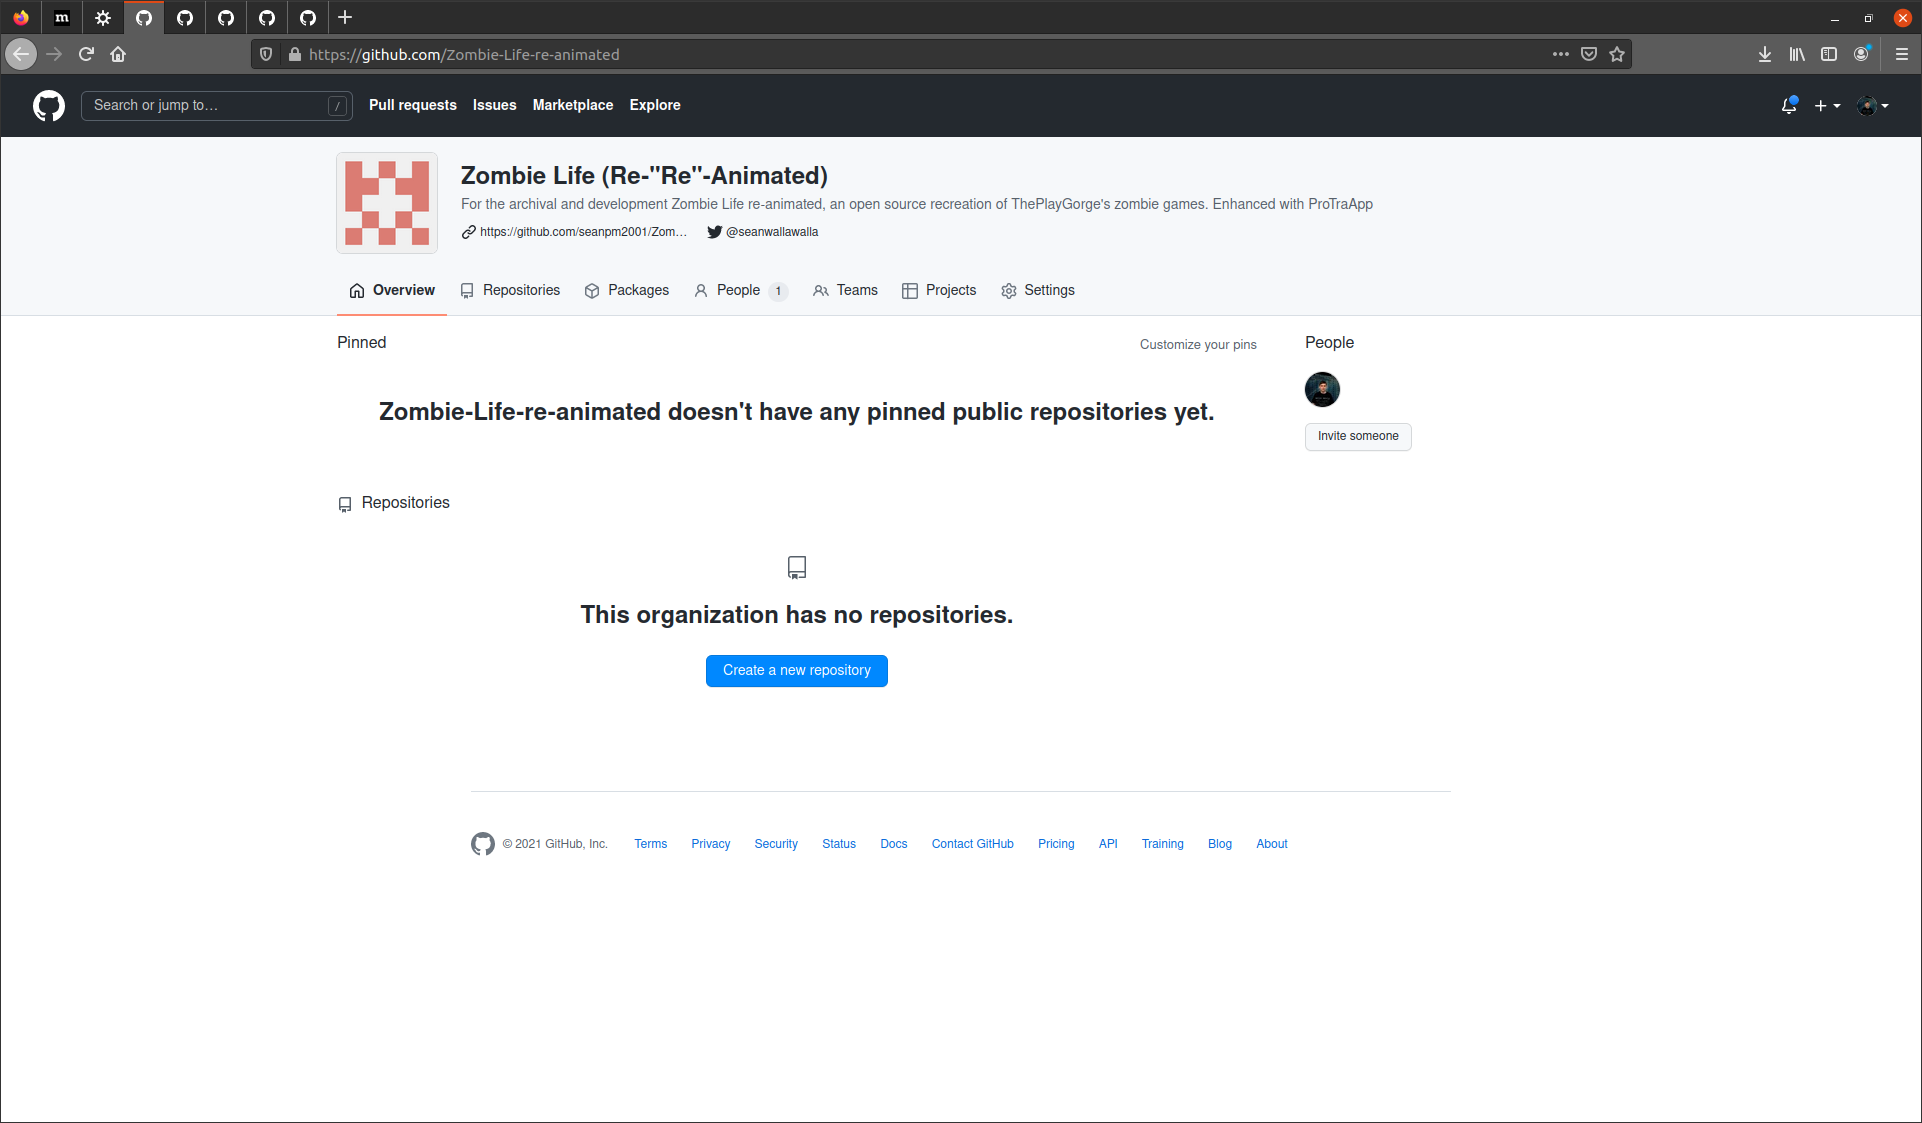 m
https://github.com/Zombie-Life-re-animated
Search or jump to… /
Pull requests Issues Marketplace Explore
Zombie Life (Re-"Re"-Animated)
For the archival and development Zombie Life re-animated, an open source recreation of ThePlayGorge's zombie games. Enhanced with ProTraApp
https://github.com/seanpm2001/Zom… @seanwallawalla
Overview Repositories Packages People 1 Teams Projects Settings
Pinned Customize your pins People
Zombie-Life-re-animated doesn't have any pinned public repositories yet.
Invite someone
Repositories
This organization has no repositories.
Create a new repository
© 2021 GitHub, Inc. Terms Privacy Security Status Docs Contact GitHub Pricing API Training Blog About